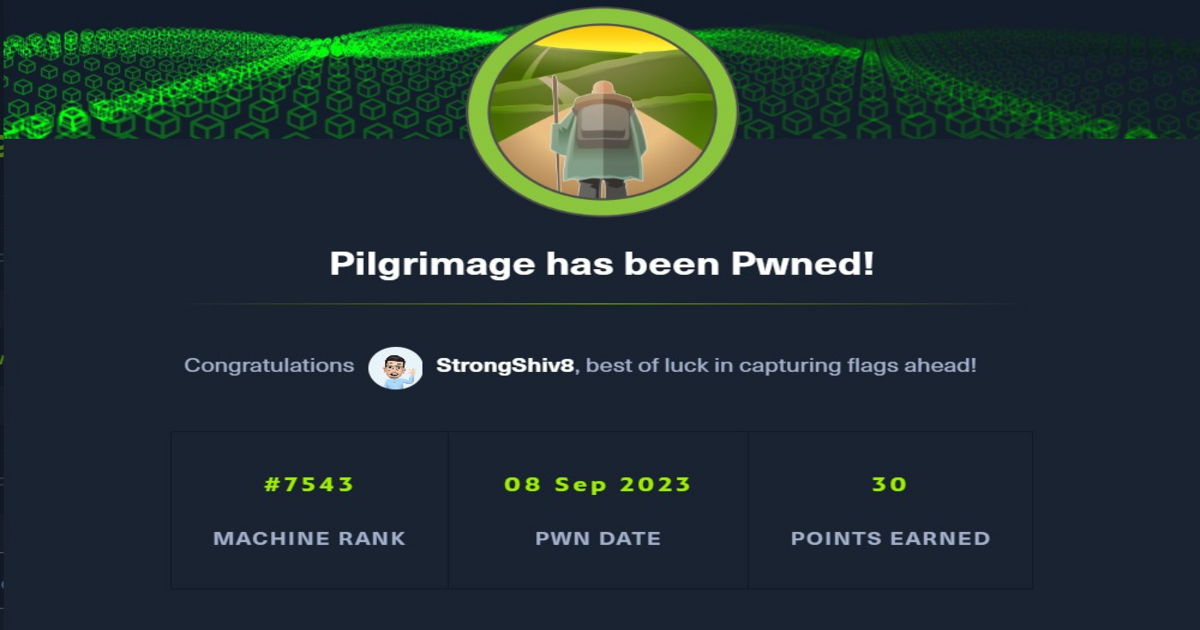 Pilgrimage has been Pwned!
Congratulations StrongShiv8, best of luck in capturing flags ahead!
#7543 08 Sep 2023 30
MACHINE RANK PWN DATE POINTS EARNED